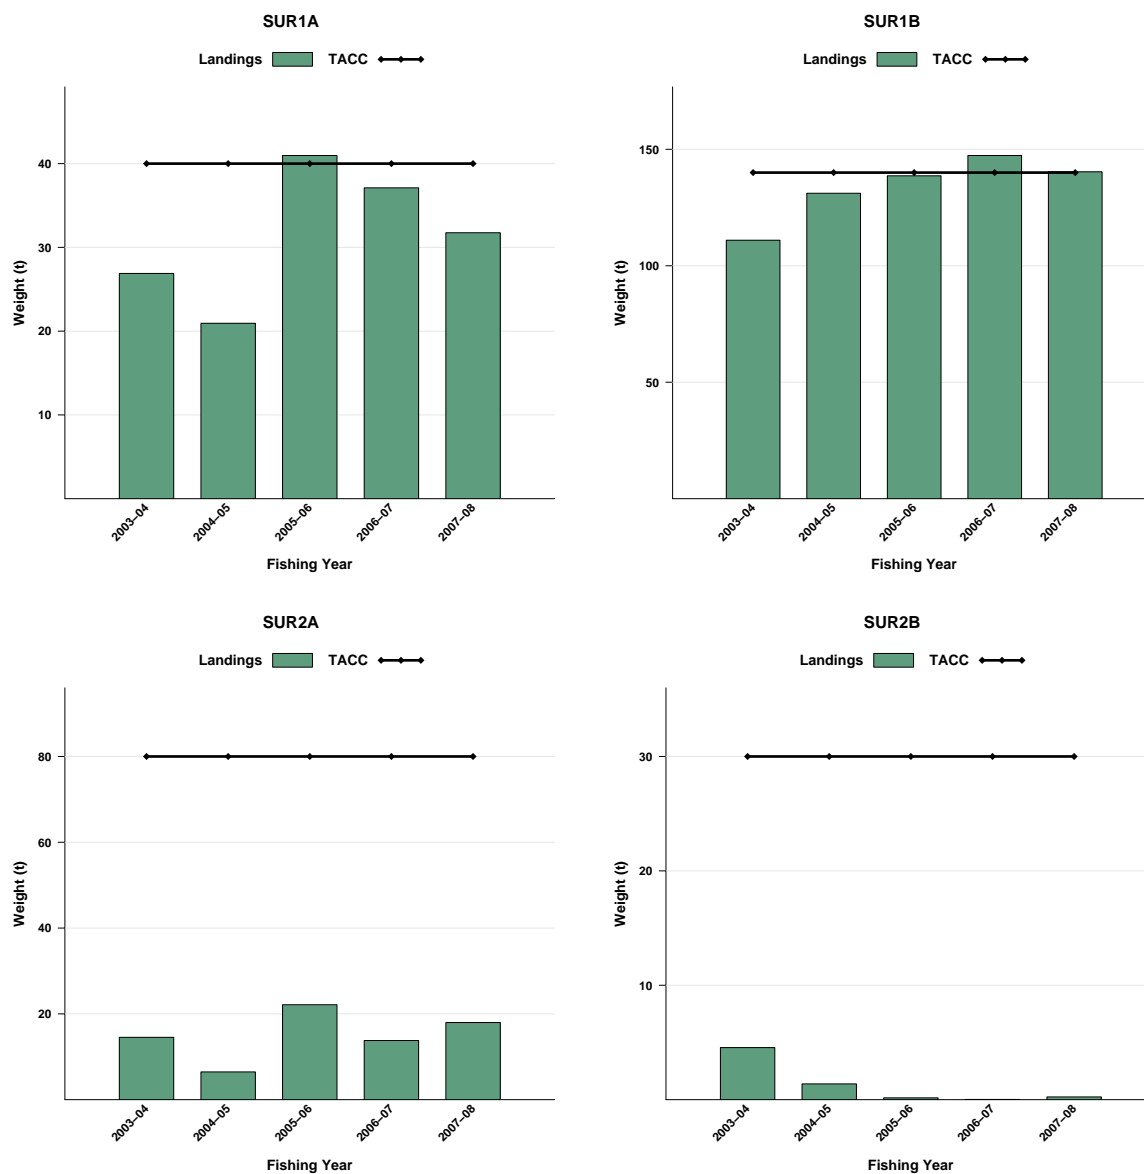 SUR1A
Landings TACC
Weight (t)
40
30
20
10
2003–04 2004–05 2005–06 2006–07 2007–08
Fishing Year
SUR1B
Landings TACC
Weight (t)
150
100
50
2003–04 2004–05 2005–06 2006–07 2007–08
Fishing Year
SUR2A
Landings TACC
Weight (t)
80
60
40
20
2003–04 2004–05 2005–06 2006–07 2007–08
Fishing Year
SUR2B
Landings TACC
Weight (t)
30
20
10
2003–04 2004–05 2005–06 2006–07 2007–08
Fishing Year